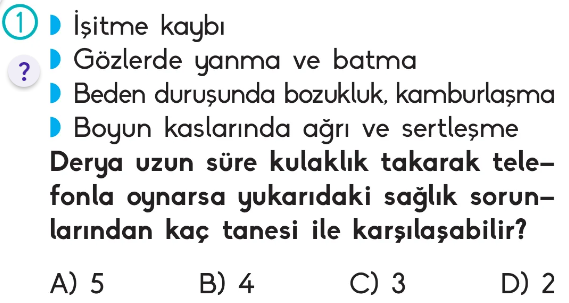 1 İşitme kaybı
? Gözlerde yanma ve batma
Beden duruşunda bozukluk, kamburlaşma
Boyun kaslarında ağrı ve sertleşme
Derya uzun süre kulaklık takarak tele-
fonla oynarsa yukarıdaki sağlık sorun-
larından kaç tanesi ile karşılaşabilir?
A) 5 B) 4 C) 3 D) 2